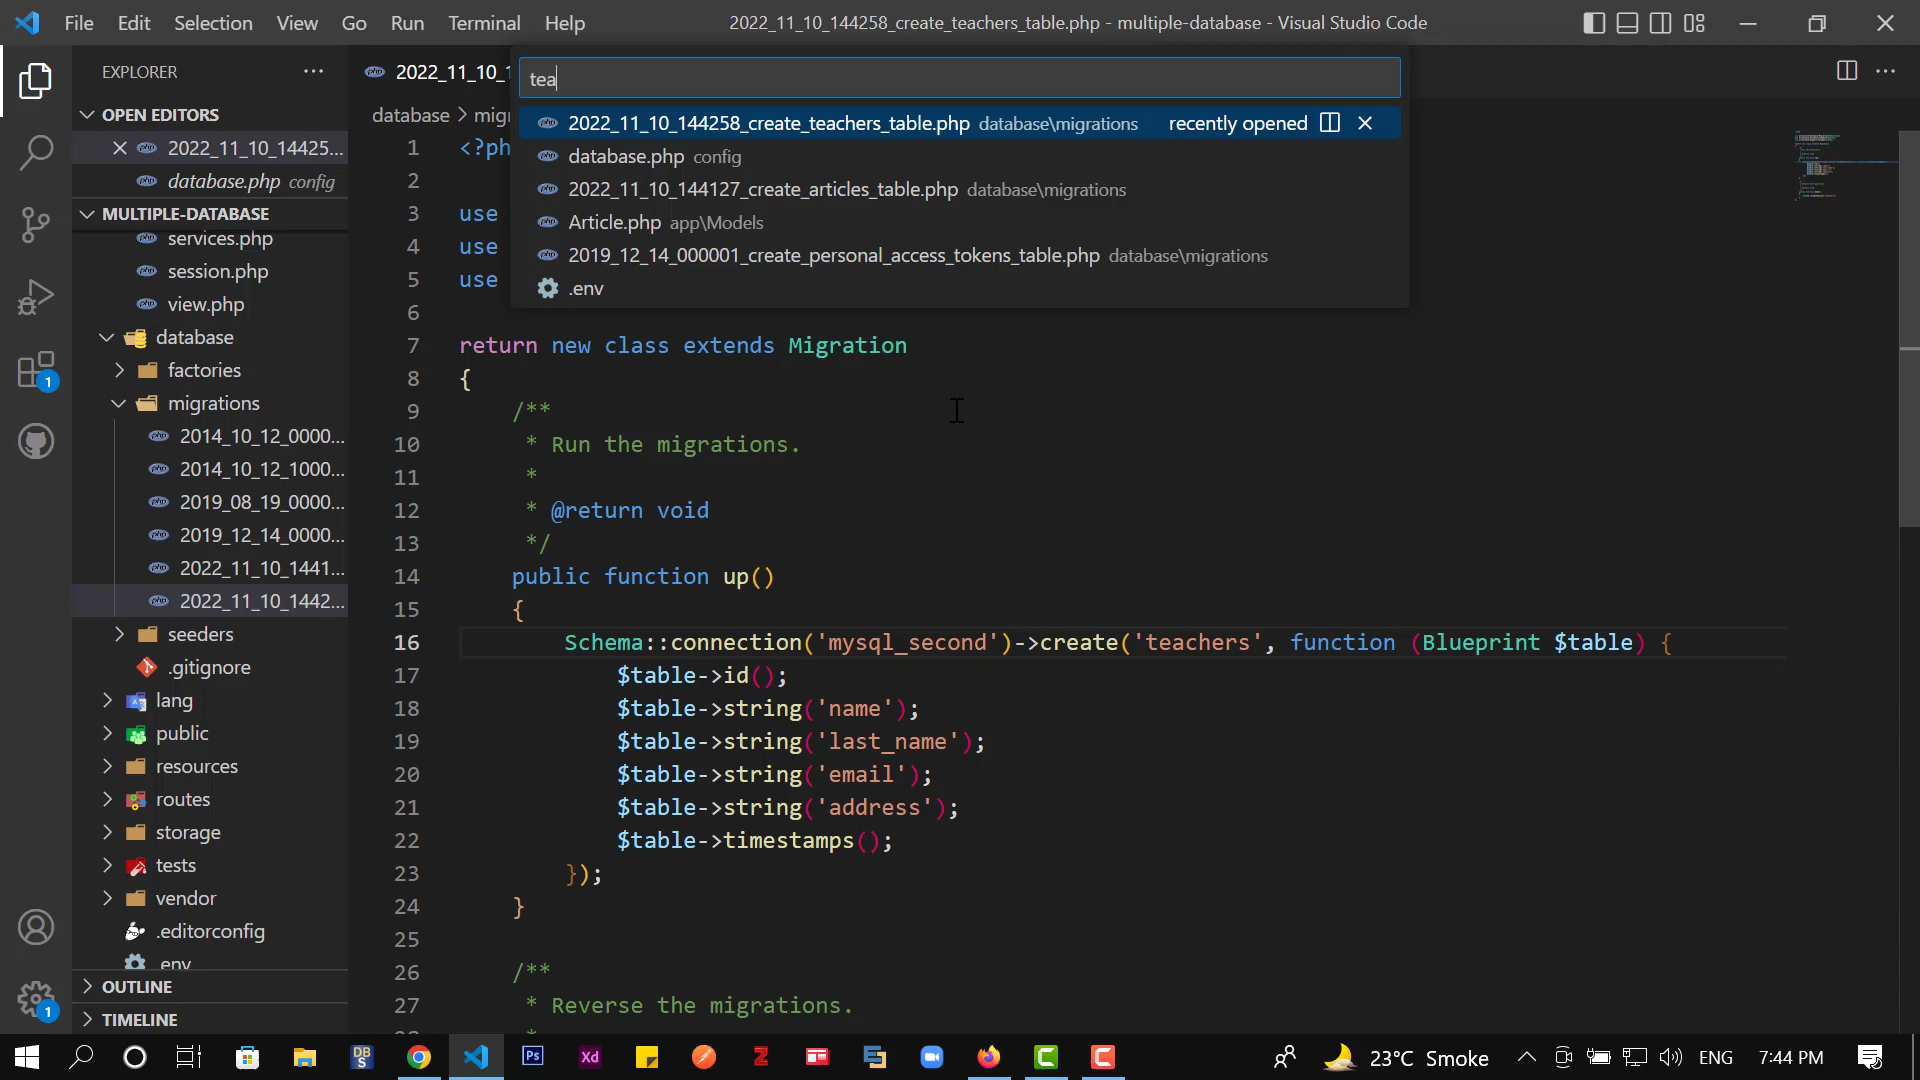 File Edit Selection View Go Run Terminal Help
2022_11_10_144258_create_teachers_table.php - multiple-database - Visual Studio Code
EXPLORER
OPEN EDITORS
2022_11_10_14425...
database.php config
MULTIPLE-DATABASE
services.php
session.php
view.php
database
factories
migrations
2014_10_12_0000...
2014_10_12_1000...
2019_08_19_0000...
2019_12_14_0000...
2022_11_10_1441...
2022_11_10_1442...
seeders
.gitignore
lang
public
resources
routes
storage
tests
vendor
.editorconfig
.env
OUTLINE
TIMELINE
1
1
2022_11_10_1
tea
2022_11_10_144258_create_teachers_table.php database\migrations recently opened
database.php config
2022_11_10_144127_create_articles_table.php database\migrations
Article.php app\Models
2019_12_14_000001_create_personal_access_tokens_table.php database\migrations
.env
database > migr
1 <?ph
2
3 use
4 use
5 use
6
7 return new class extends Migration
8 {
9 /**
10 * Run the migrations.
11 *
12 * @return void
13 */
14 public function up()
15 {
16 Schema::connection('mysql_second')->create('teachers', function (Blueprint $table) {
17 $table->id();
18 $table->string('name');
19 $table->string('last_name');
20 $table->string('email');
21 $table->string('address');
22 $table->timestamps();
23 });
24 }
25
26 /**
27 * Reverse the migrations.
28 *
DB S Ps Xd Z
23°C Smoke ENG 7:44 PM